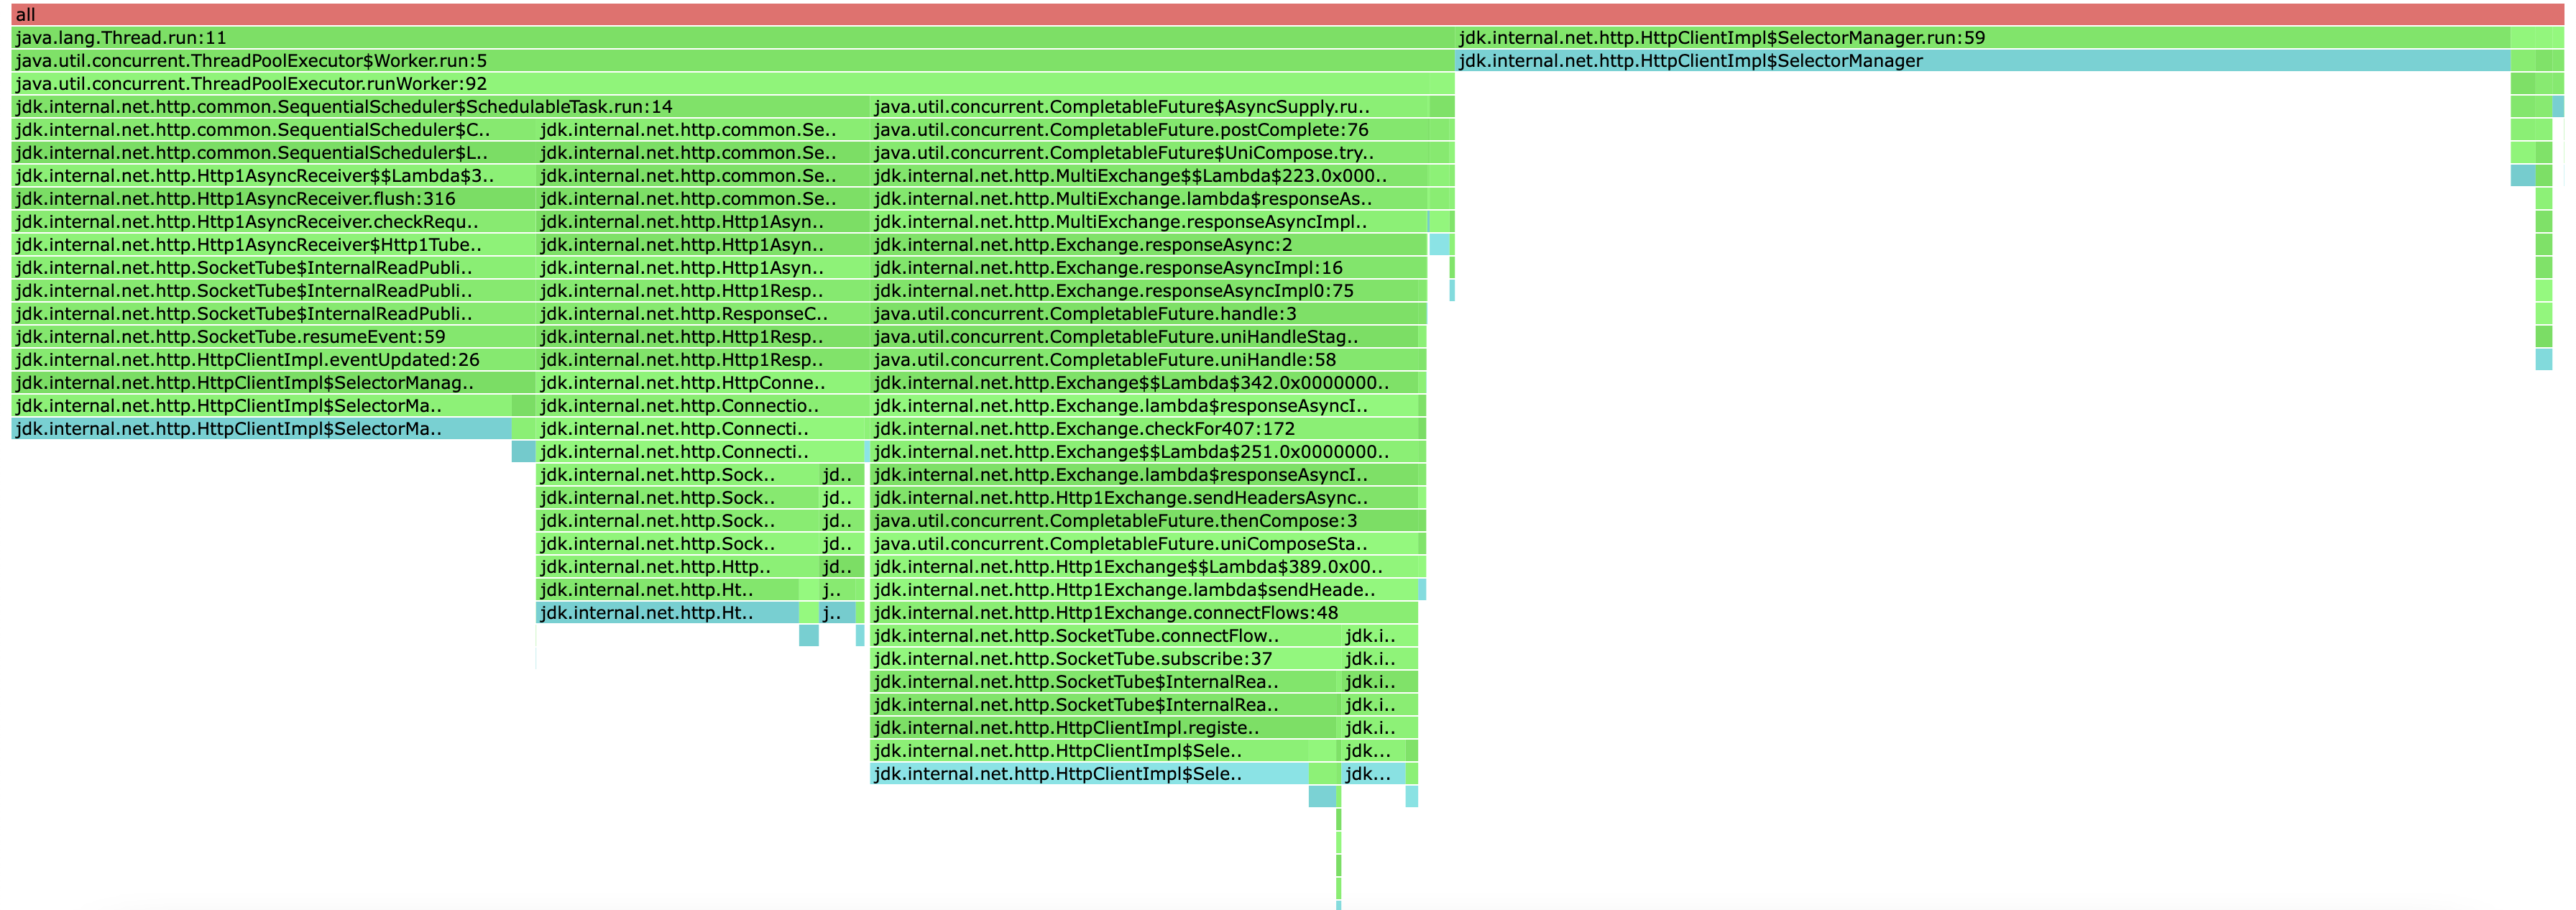 all
java.lang.Thread.run:11 jdk.internal.net.http.HttpClientImpl$SelectorManager.run:59
java.util.concurrent.ThreadPoolExecutor$Worker.run:5 jdk.internal.net.http.HttpClientImpl$SelectorManager
java.util.concurrent.ThreadPoolExecutor.runWorker:92
jdk.internal.net.http.common.SequentialScheduler$SchedulableTask.run:14 java.util.concurrent.CompletableFuture$AsyncSupply.ru..
jdk.internal.net.http.common.SequentialScheduler$C.. jdk.internal.net.http.common.Se.. java.util.concurrent.CompletableFuture.postComplete:76
jdk.internal.net.http.common.SequentialScheduler$L.. jdk.internal.net.http.common.Se.. java.util.concurrent.CompletableFuture$UniCompose.try..
jdk.internal.net.http.Http1AsyncReceiver$$Lambda$3.. jdk.internal.net.http.common.Se.. jdk.internal.net.http.MultiExchange$$Lambda$223.0x000..
jdk.internal.net.http.Http1AsyncReceiver.flush:316 jdk.internal.net.http.common.Se.. jdk.internal.net.http.MultiExchange.lambda$responseAs..
jdk.internal.net.http.Http1AsyncReceiver.checkRequ.. jdk.internal.net.http.Http1Asyn.. jdk.internal.net.http.MultiExchange.responseAsyncImpl..
jdk.internal.net.http.Http1AsyncReceiver$Http1Tube.. jdk.internal.net.http.Http1Asyn.. jdk.internal.net.http.Exchange.responseAsync:2
jdk.internal.net.http.SocketTube$InternalReadPubli.. jdk.internal.net.http.Http1Asyn.. jdk.internal.net.http.Exchange.responseAsyncImpl:16
jdk.internal.net.http.SocketTube$InternalReadPubli.. jdk.internal.net.http.Http1Resp.. jdk.internal.net.http.Exchange.responseAsyncImpl0:75
jdk.internal.net.http.SocketTube$InternalReadPubli.. jdk.internal.net.http.ResponseC.. java.util.concurrent.CompletableFuture.handle:3
jdk.internal.net.http.SocketTube.resumeEvent:59 jdk.internal.net.http.Http1Resp.. java.util.concurrent.CompletableFuture.uniHandleStag..
jdk.internal.net.http.HttpClientImpl.eventUpdated:26 jdk.internal.net.http.Http1Resp.. java.util.concurrent.CompletableFuture.uniHandle:58
jdk.internal.net.http.HttpClientImpl$SelectorManag.. jdk.internal.net.http.HttpConne.. jdk.internal.net.http.Exchange$$Lambda$342.0x0000000..
jdk.internal.net.http.HttpClientImpl$SelectorMa.. jdk.internal.net.http.Connectio.. jdk.internal.net.http.Exchange.lambda$responseAsyncI..
jdk.internal.net.http.HttpClientImpl$SelectorMa.. jdk.internal.net.http.Connecti.. jdk.internal.net.http.Exchange.checkFor407:172
jdk.internal.net.http.Connecti.. jdk.internal.net.http.Exchange$$Lambda$251.0x0000000..
jdk.internal.net.http.Sock.. jd.. jdk.internal.net.http.Exchange.lambda$responseAsyncI..
jdk.internal.net.http.Sock.. jd.. jdk.internal.net.http.Http1Exchange.sendHeadersAsync..
jdk.internal.net.http.Sock.. jd.. java.util.concurrent.CompletableFuture.thenCompose:3
jdk.internal.net.http.Sock.. jd.. java.util.concurrent.CompletableFuture.uniComposeSta..
jdk.internal.net.http.Http.. jd.. jdk.internal.net.http.Http1Exchange$$Lambda$389.0x00..
jdk.internal.net.http.Ht.. j.. jdk.internal.net.http.Http1Exchange.lambda$sendHeade..
jdk.internal.net.http.Ht.. j.. jdk.internal.net.http.Http1Exchange.connectFlows:48
jdk.internal.net.http.SocketTube.connectFlow.. jdk.i..
jdk.internal.net.http.SocketTube.subscribe:37 jdk.i..
jdk.internal.net.http.SocketTube$InternalRea.. jdk.i..
jdk.internal.net.http.SocketTube$InternalRea.. jdk.i..
jdk.internal.net.http.HttpClientImpl.registe.. jdk.i..
jdk.internal.net.http.HttpClientImpl$Sele.. jdk...
jdk.internal.net.http.HttpClientImpl$Sele.. jdk...